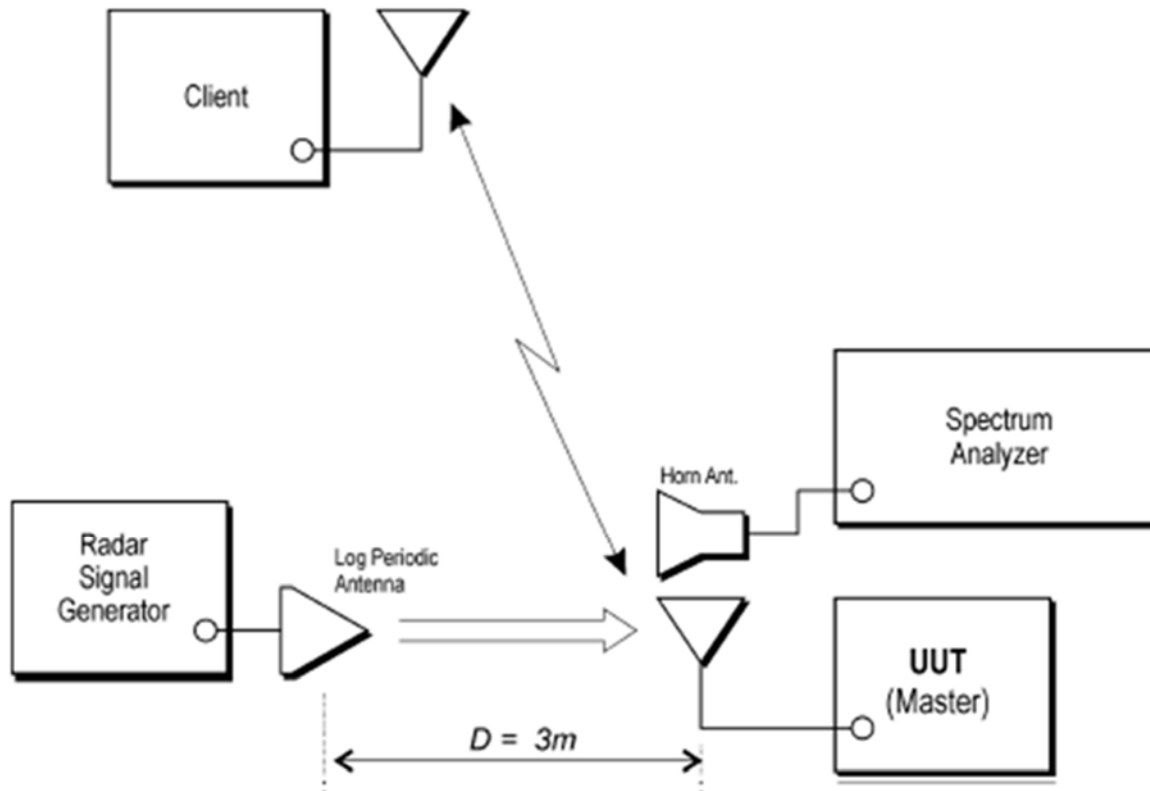 Client
Spectrum
Analyzer
Horn Ant.
Radar
Signal
Generator
Log Periodic
Antenna
UUT
(Master)
D = 3m